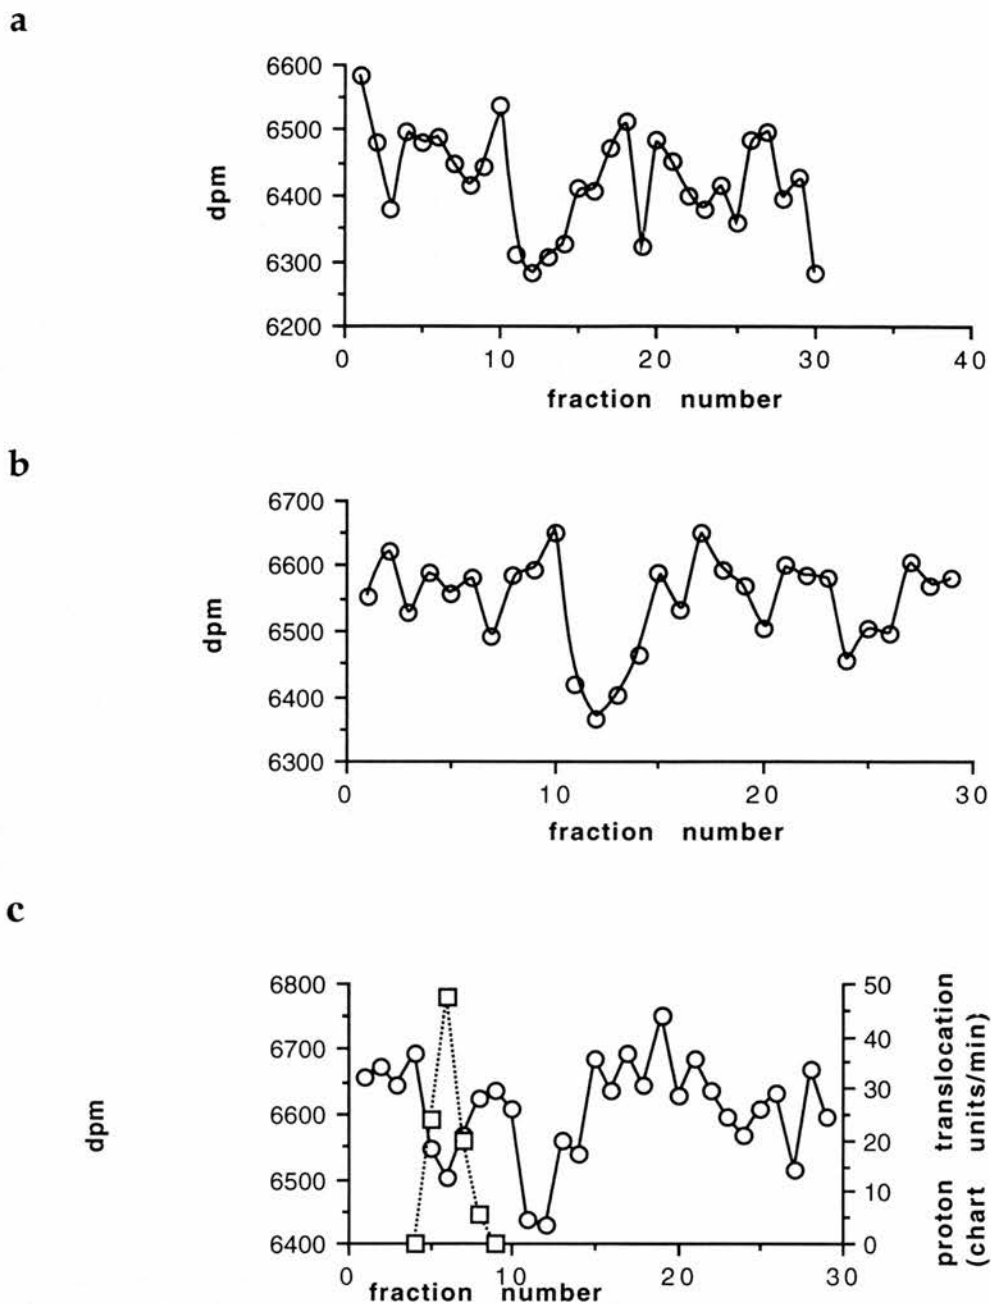 a
6600
6500
6400
6300
6200
dpm
0 10 20 30 40
fraction number
b
6700
6600
6500
6400
6300
dpm
0 10 20 30
fraction number
c
6800
6700
6600
6500
6400
dpm
50
40
30
20
10
0
proton translocation
(chart units/min)
0 10 20 30
fraction number